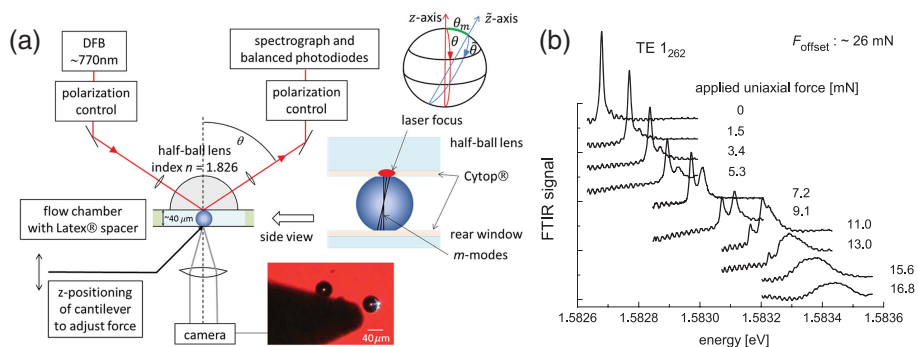 (a)
DFB
~770nm
polarization
control
spectrograph and
balanced photodiodes
polarization
control
θ
half-ball lens
index n = 1.826
~40 μm
flow chamber
with Latex® spacer
z-positioning
of cantilever
to adjust force
camera
side view
40 μm
z-axis
θm
z̃-axis
θ
θ̃
laser focus
half-ball lens
Cytop®
rear window
m-modes
(b)
TE 1262
Foffset : ~ 26 mN
applied uniaxial force [mN]
0
1.5
3.4
5.3
7.2
9.1
11.0
13.0
15.6
16.8
FTIR signal
1.5826 1.5828 1.5830 1.5832 1.5834 1.5836
energy [eV]